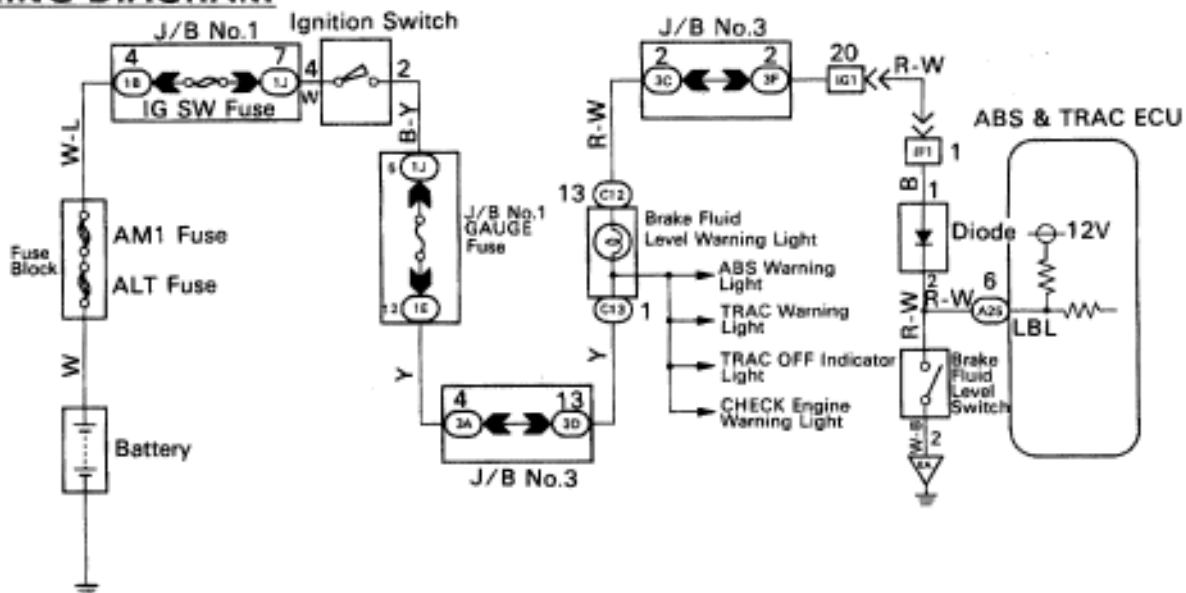 J/B No.1
Ignition Switch
J/B No.3
4
7
4
2
1B
1J
W
IG SW Fuse
W-L
B-Y
Fuse
Block
AM1 Fuse
ALT Fuse
W
Battery
6
1J
J/B No.1
GAUGE
Fuse
1E
Y
4
13
3A
3D
J/B No.3
Y
R-W
2
2
3C
3P
20
IG1
R-W
13
C12
Brake Fluid
Level Warning Light
C13
1
ABS Warning
Light
TRAC Warning
Light
TRAC OFF Indicator
Light
CHECK Engine
Warning Light
1
B
1
Diode
2
R-W
R-W
6
A25
ABS & TRAC ECU
12V
LBL
Brake
Fluid
Level
Switch
W-B
2